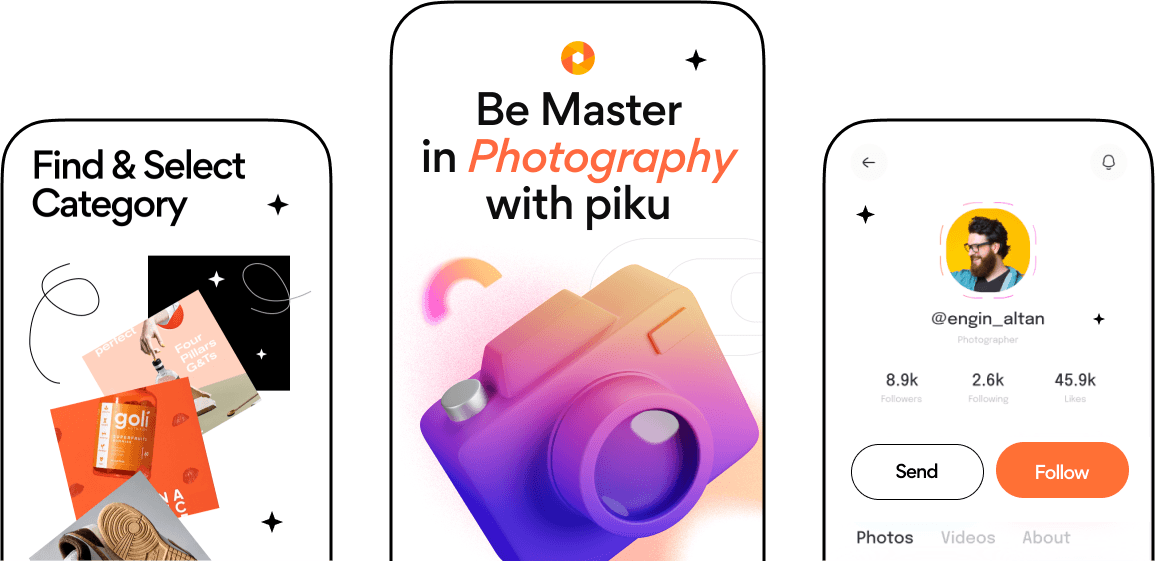 Find & Select
Category
perfect
Four
Pillars
G&Ts
goli
Be Master
in Photography
with piku
@engin_altan
Photographer
8.9k
2.6k
45.9k
Followers
Following
Likes
Send
Follow
Photos
Videos
About